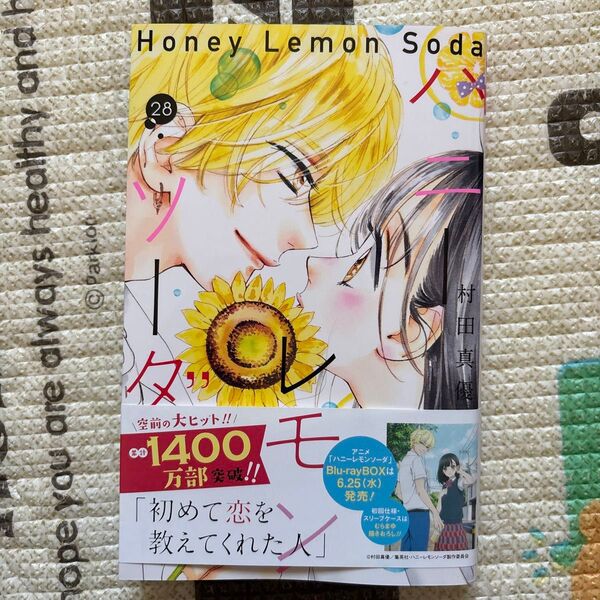 Honey Lemon Soda
28
ハニーレモンソーダ
村田真優
空前の大ヒット!!
累計
1400
万部突破!!
「初めて恋を
教えてくれた人」
アニメ
「ハニーレモンソーダ」
Blu-rayBOXは
6.25(水)
発売！
初回仕様・
スリーブケースは
むらまゆ
描きおろし!!
©村田真優／集英社・ハニーレモンソーダ製作委員会
hope you are always healthy and h
©Parklon